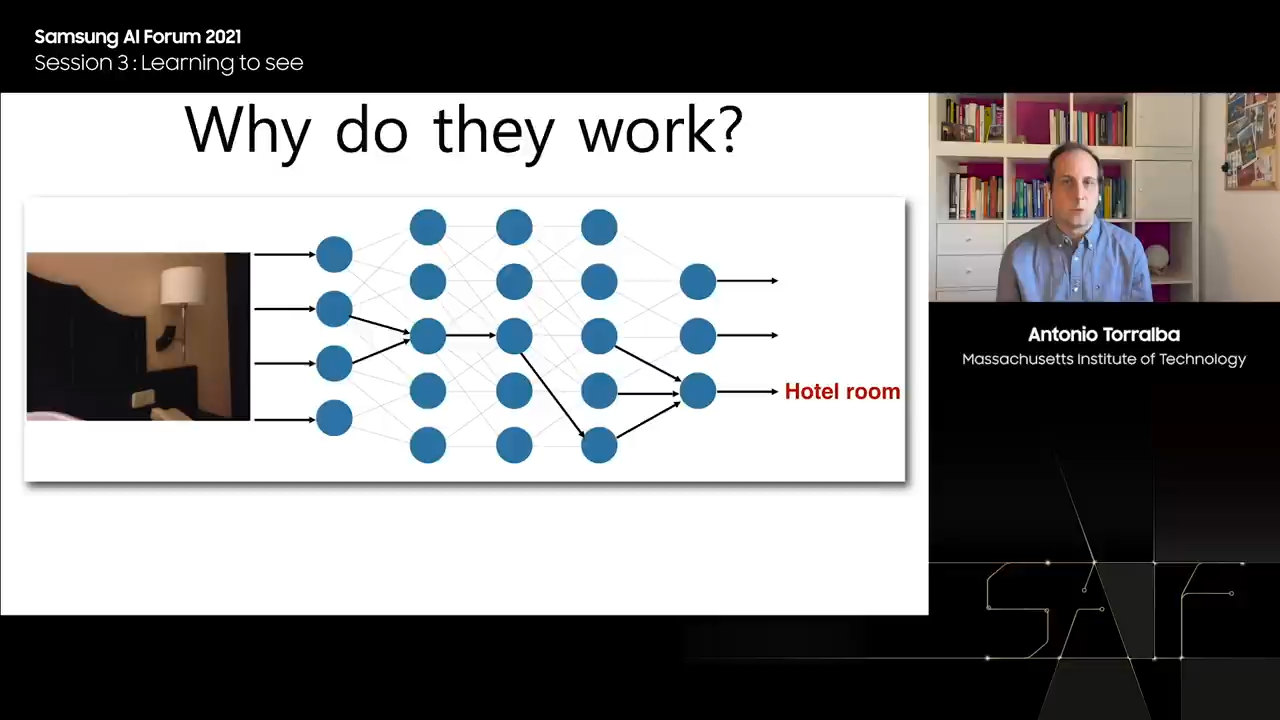 Samsung AI Forum 2021
Session 3 : Learning to see
Why do they work?
Hotel room
Antonio Torralba
Massachusetts Institute of Technology
SAIF